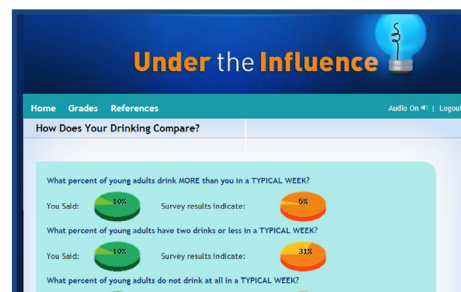 Under the Influence
Home Grades References Audio On | Logout
How Does Your Drinking Compare?
What percent of young adults drink MORE than you in a TYPICAL WEEK?
You Said: 10% Survey results indicate: 5%
What percent of young adults have two drinks or less in a TYPICAL WEEK?
You Said: 10% Survey results indicate: 31%
What percent of young adults do not drink at all in a TYPICAL WEEK?